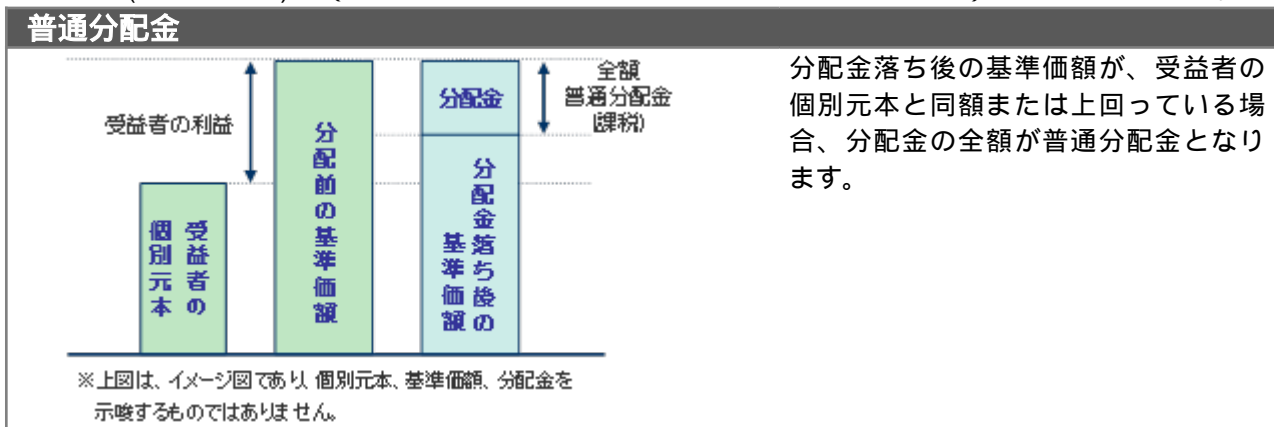 普通分配金
受益者の利益
受益者の
個別元本
分配前の基準価額
分配金
分配金落ち後の
基準価額
全額
普通分配金
(課税)
※上図は、イメージ図であり、個別元本、基準価額、分配金を
示唆するものではありません。
分配金落ち後の基準価額が、受益者の
個別元本と同額または上回っている場
合、分配金の全額が普通分配金となり
ます。